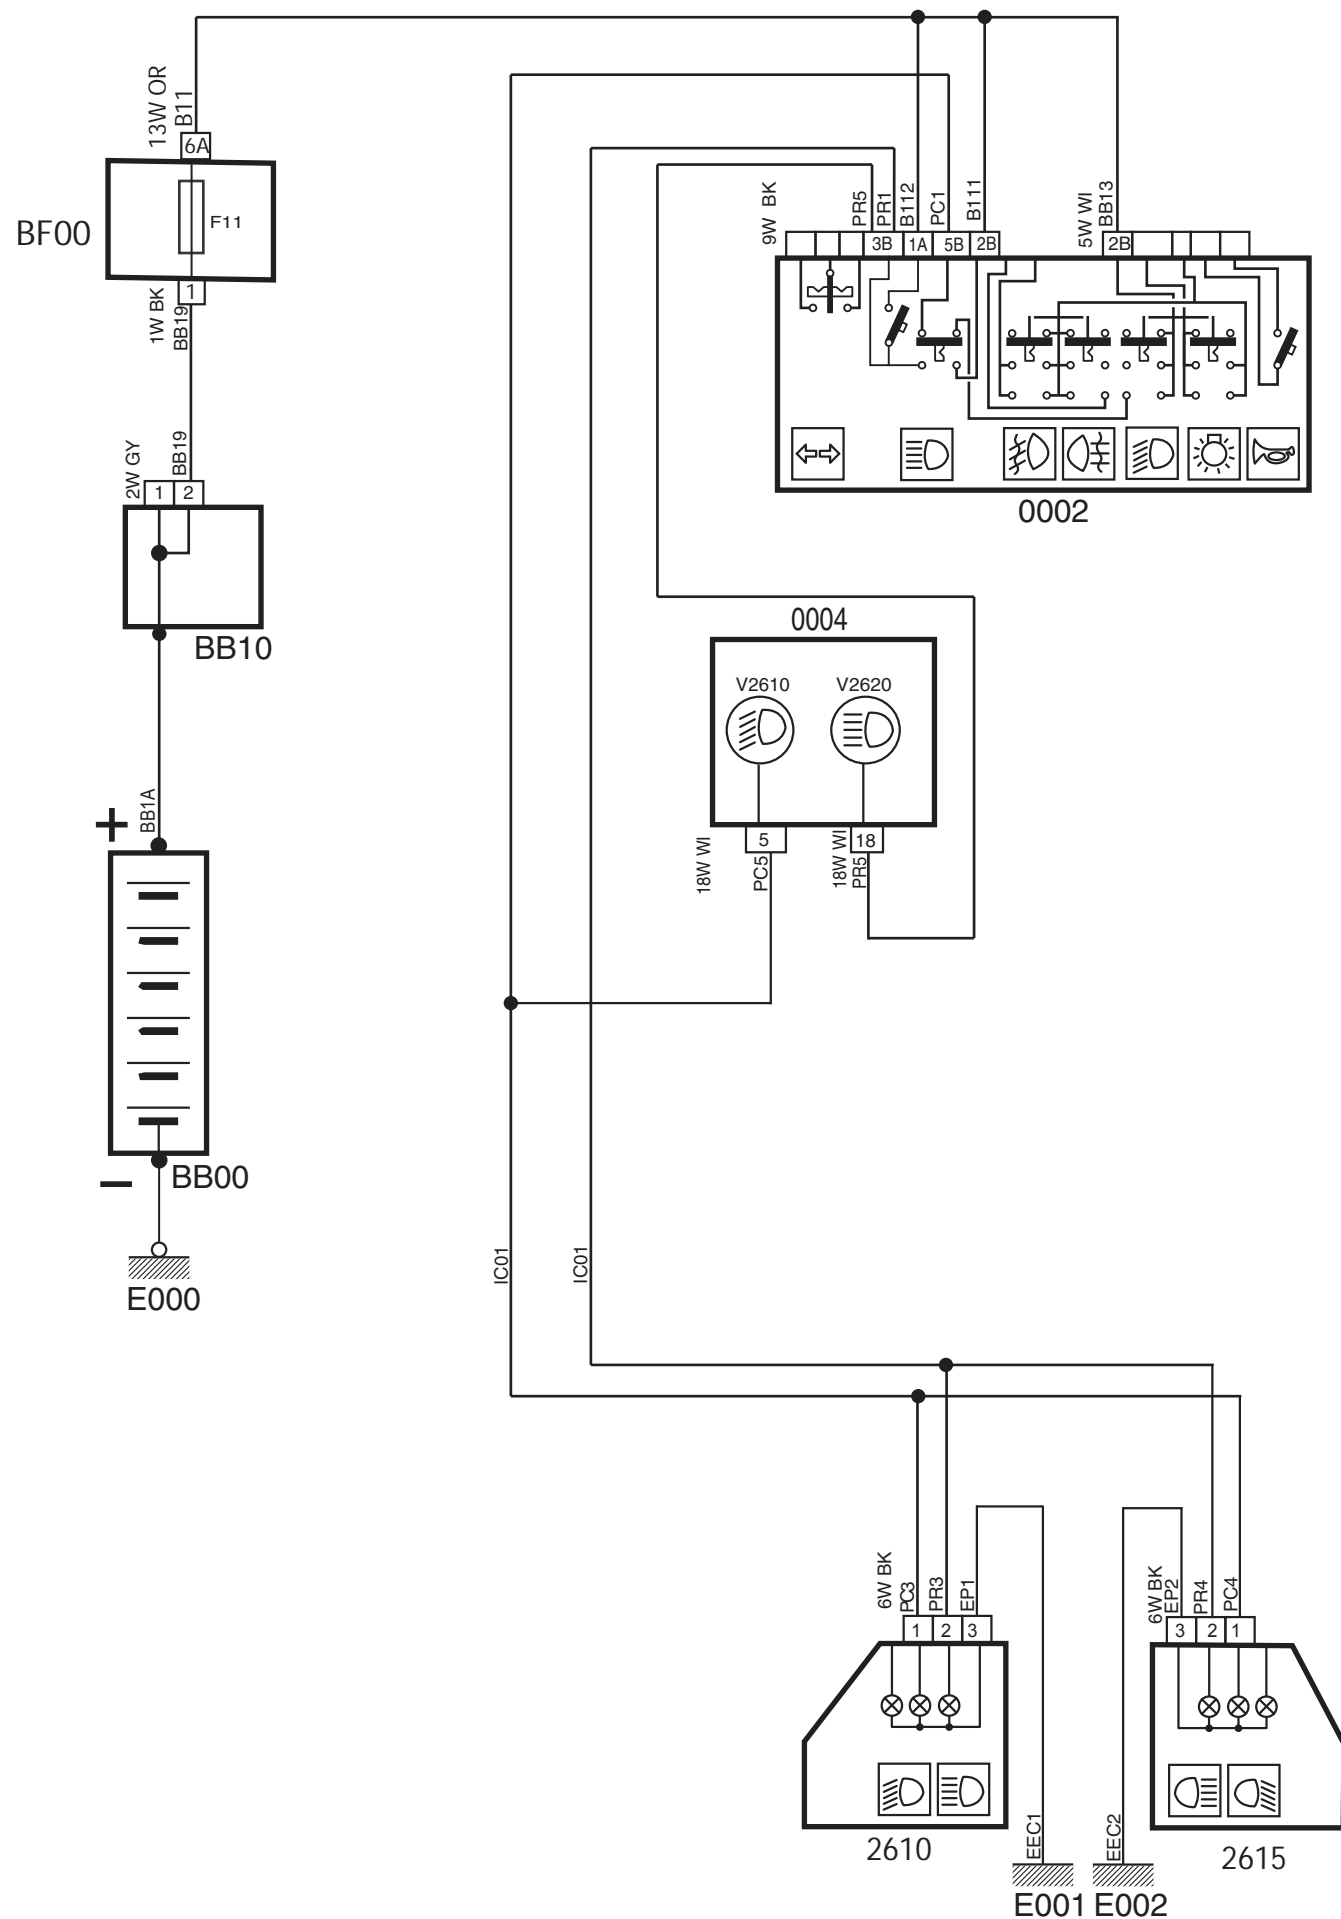 13W OR
B11
6A
BF00
F11
1
1W BK
BB19
2W GY
BB19
1
2
BB10
+
BB1A
−
BB00
E000
9W BK
PR5
PR1
B112
PC1
B111
5W WI
BB13
3B
1A
5B
2B
2B
0002
0004
V2610
V2620
5
18
18W WI
PC5
18W WI
PR5
IC01
IC01
6W BK
PC3
PR3
EP1
1
2
3
2610
EEC1
E001
6W BK
EP2
PR4
PC4
3
2
1
2615
EEC2
E002